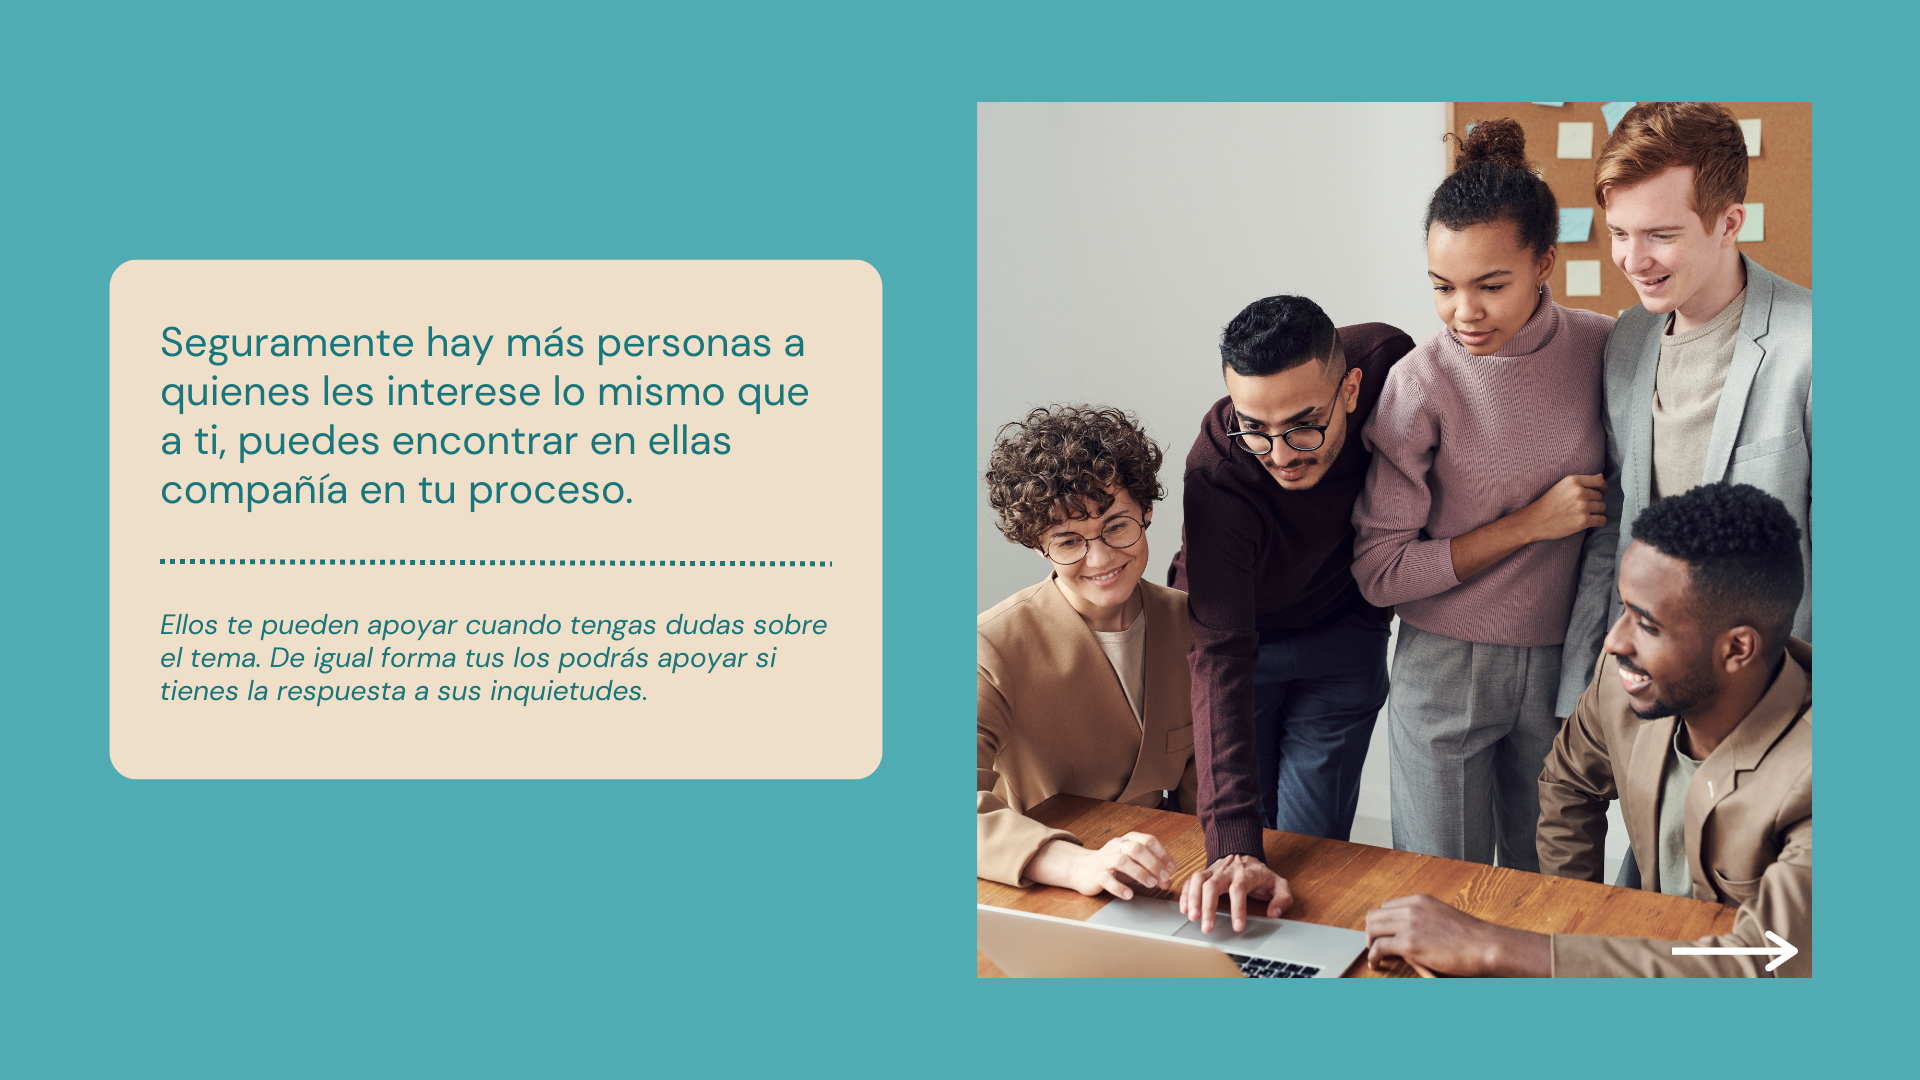 Seguramente hay más personas a
quienes les interese lo mismo que
a ti, puedes encontrar en ellas
compañía en tu proceso.
Ellos te pueden apoyar cuando tengas dudas sobre
el tema. De igual forma tus los podrás apoyar si
tienes la respuesta a sus inquietudes.